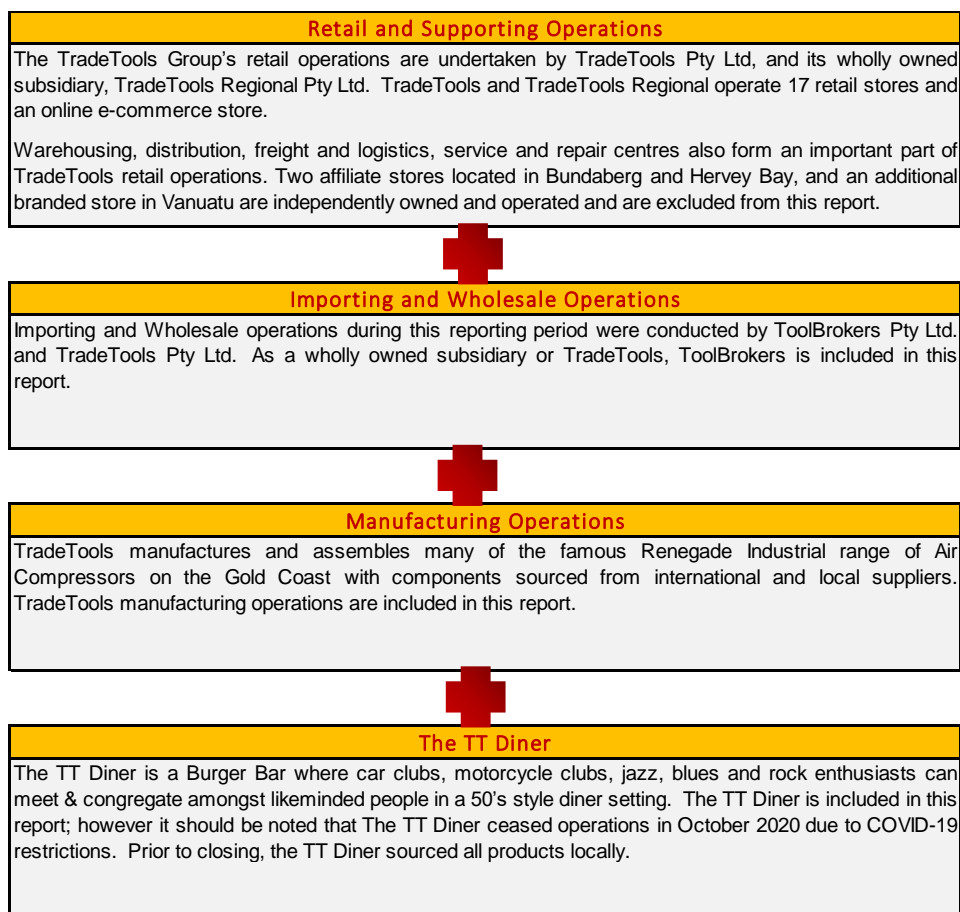 Retail and Supporting Operations
The TradeTools Group's retail operations are undertaken by TradeTools Pty Ltd, and its wholly owned
subsidiary, TradeTools Regional Pty Ltd. TradeTools and TradeTools Regional operate 17 retail stores and
an online e-commerce store.
Warehousing, distribution, freight and logistics, service and repair centres also form an important part of
TradeTools retail operations. Two affiliate stores located in Bundaberg and Hervey Bay, and an additional
branded store in Vanuatu are independently owned and operated and are excluded from this report.
Importing and Wholesale Operations
Importing and Wholesale operations during this reporting period were conducted by ToolBrokers Pty Ltd.
and TradeTools Pty Ltd. As a wholly owned subsidiary or TradeTools, ToolBrokers is included in this
report.
Manufacturing Operations
TradeTools manufactures and assembles many of the famous Renegade Industrial range of Air
Compressors on the Gold Coast with components sourced from international and local suppliers.
TradeTools manufacturing operations are included in this report.
The TT Diner
The TT Diner is a Burger Bar where car clubs, motorcycle clubs, jazz, blues and rock enthusiasts can
meet & congregate amongst likeminded people in a 50's style diner setting. The TT Diner is included in this
report; however it should be noted that The TT Diner ceased operations in October 2020 due to COVID-19
restrictions. Prior to closing, the TT Diner sourced all products locally.